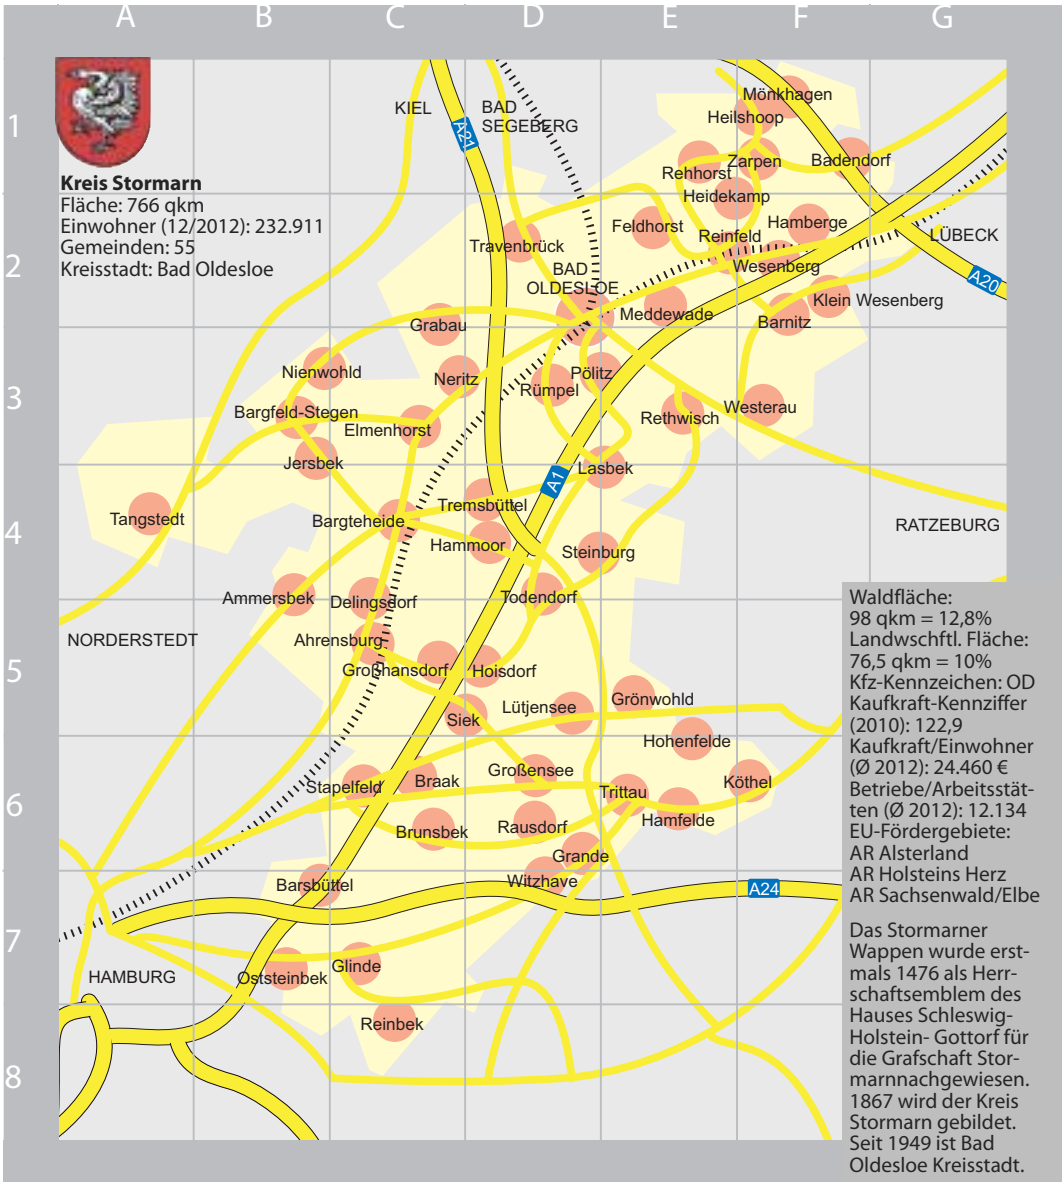 A B C D E F G
1
2
3
4
5
6
7
8
Kreis Stormarn
Fläche: 766 qkm
Einwohner (12/2012): 232.911
Gemeinden: 55
Kreisstadt: Bad Oldesloe
KIEL
A21
BAD
SEGEBERG
Mönkhagen
Heilshoop
Rehhorst
Zarpen
Badendorf
Heidekamp
Feldhorst
Hamberge
Reinfeld
LÜBECK
Travenbrück
Wesenberg
A20
BAD
OLDESLOE
Klein Wesenberg
Meddewade
Barnitz
Grabau
Nienwohld
Neritz
Pölitz
Rümpel
Bargfeld-Stegen
Elmenhorst
Rethwisch
Westerau
Jersbek
Lasbek
A1
Tangstedt
Bargteheide
Tremsbüttel
RATZEBURG
Hammoor
Steinburg
Ammersbek
Delingsdorf
Todendorf
NORDERSTEDT
Ahrensburg
Großhansdorf
Hoisdorf
Siek
Lütjensee
Grönwohld
Hohenfelde
Stapelfeld
Braak
Großensee
Trittau
Köthel
Brunsbek
Rausdorf
Hamfelde
Grande
Barsbüttel
Witzhave
A24
HAMBURG
Oststeinbek
Glinde
Reinbek
Waldfläche:
98 qkm = 12,8%
Landwschftl. Fläche:
76,5 qkm = 10%
Kfz-Kennzeichen: OD
Kaufkraft-Kennziffer
(2010): 122,9
Kaufkraft/Einwohner
(Ø 2012): 24.460 €
Betriebe/Arbeitsstät-
ten (Ø 2012): 12.134
EU-Fördergebiete:
AR Alsterland
AR Holsteins Herz
AR Sachsenwald/Elbe
Das Stormarner
Wappen wurde erst-
mals 1476 als Herr-
schaftsemblem des
Hauses Schleswig-
Holstein- Gottorf für
die Grafschaft Stor-
marnnachgewiesen.
1867 wird der Kreis
Stormarn gebildet.
Seit 1949 ist Bad
Oldesloe Kreisstadt.